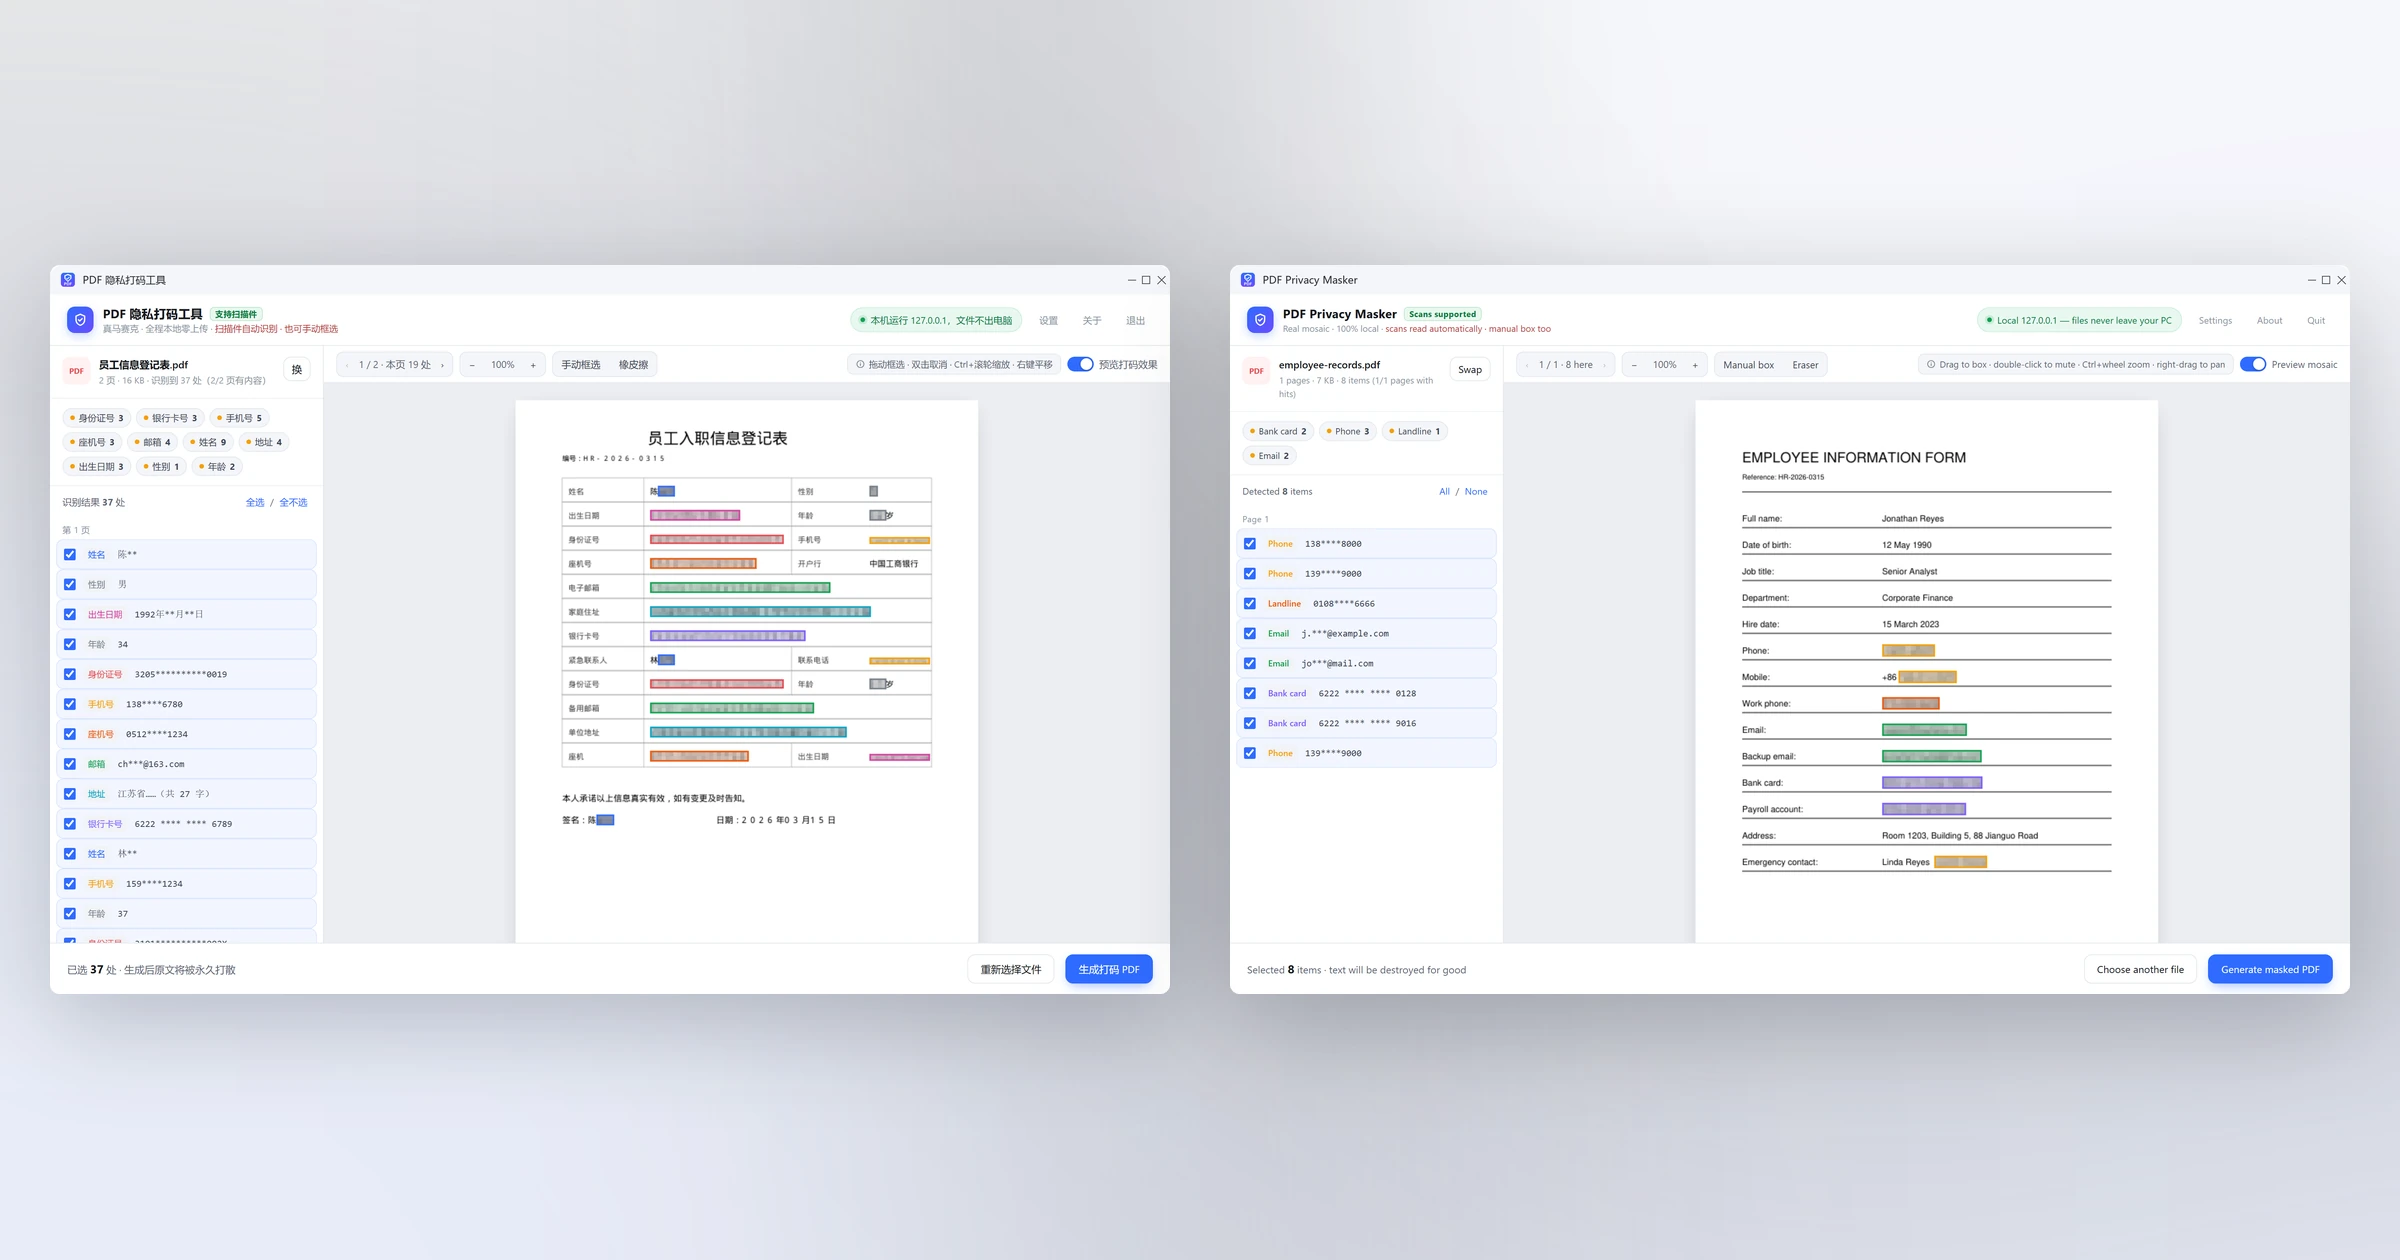 PDF 隐私打码工具
PDF 隐私打码工具 支持扫描件
真马赛克 · 全程本地零上传 · 扫描件自动识别 · 也可手动框选
本机运行 127.0.0.1，文件不出电脑 设置 关于 退出
PDF 员工信息登记表.pdf 换
2 页 · 16 KB · 识别到 37 处（2/2 页有内容）
身份证号 3 银行卡号 3 手机号 5
座机号 3 邮箱 4 姓名 9 地址 4
出生日期 3 性别 1 年龄 2
识别结果 37 处 全选 / 全不选
第 1 页
姓名 陈**
性别 男
出生日期 1992年**月**日
年龄 34
身份证号 3205**********0019
手机号 138****6780
座机号 0512****1234
邮箱 ch***@163.com
地址 江苏省……（共 27 字）
银行卡号 6222 **** **** 6789
姓名 林**
手机号 159****1234
年龄 37
‹ 1 / 2 · 本页 19 处 › − 100% + 手动框选 橡皮擦
拖动框选 · 双击取消 · Ctrl+滚轮缩放 · 右键平移 预览打码效果
员工入职信息登记表
编号：HR-2026-0315
姓名 陈 性别
出生日期 年龄 岁
身份证号 手机号
座机号 开户行 中国工商银行
电子邮箱
家庭住址
银行卡号
紧急联系人 林 联系电话
身份证号 年龄 岁
备用邮箱
单位地址
座机 出生日期
本人承诺以上信息真实有效，如有变更及时告知。
签名：陈 日期：2026年03月15日
已选 37 处 · 生成后原文将被永久打散
重新选择文件 生成打码 PDF
PDF Privacy Masker
PDF Privacy Masker Scans supported
Real mosaic · 100% local · scans read automatically · manual box too
Local 127.0.0.1 — files never leave your PC Settings About Quit
PDF employee-records.pdf Swap
1 pages · 7 KB · 8 items (1/1 pages with
hits)
Bank card 2 Phone 3 Landline 1
Email 2
Detected 8 items All / None
Page 1
Phone 138****8000
Phone 139****9000
Landline 0108****6666
Email j.***@example.com
Email jo***@mail.com
Bank card 6222 **** **** 0128
Bank card 6222 **** **** 9016
Phone 139****9000
‹ 1 / 1 · 8 here › − 100% + Manual box Eraser
Drag to box · double-click to mute · Ctrl+wheel zoom · right-drag to pan Preview mosaic
EMPLOYEE INFORMATION FORM
Reference: HR-2026-0315
Full name: Jonathan Reyes
Date of birth: 12 May 1990
Job title: Senior Analyst
Department: Corporate Finance
Hire date: 15 March 2023
Phone:
Mobile: +86
Work phone:
Email:
Backup email:
Bank card:
Payroll account:
Address: Room 1203, Building 5, 88 Jianguo Road
Emergency contact: Linda Reyes
Selected 8 items · text will be destroyed for good
Choose another file Generate masked PDF